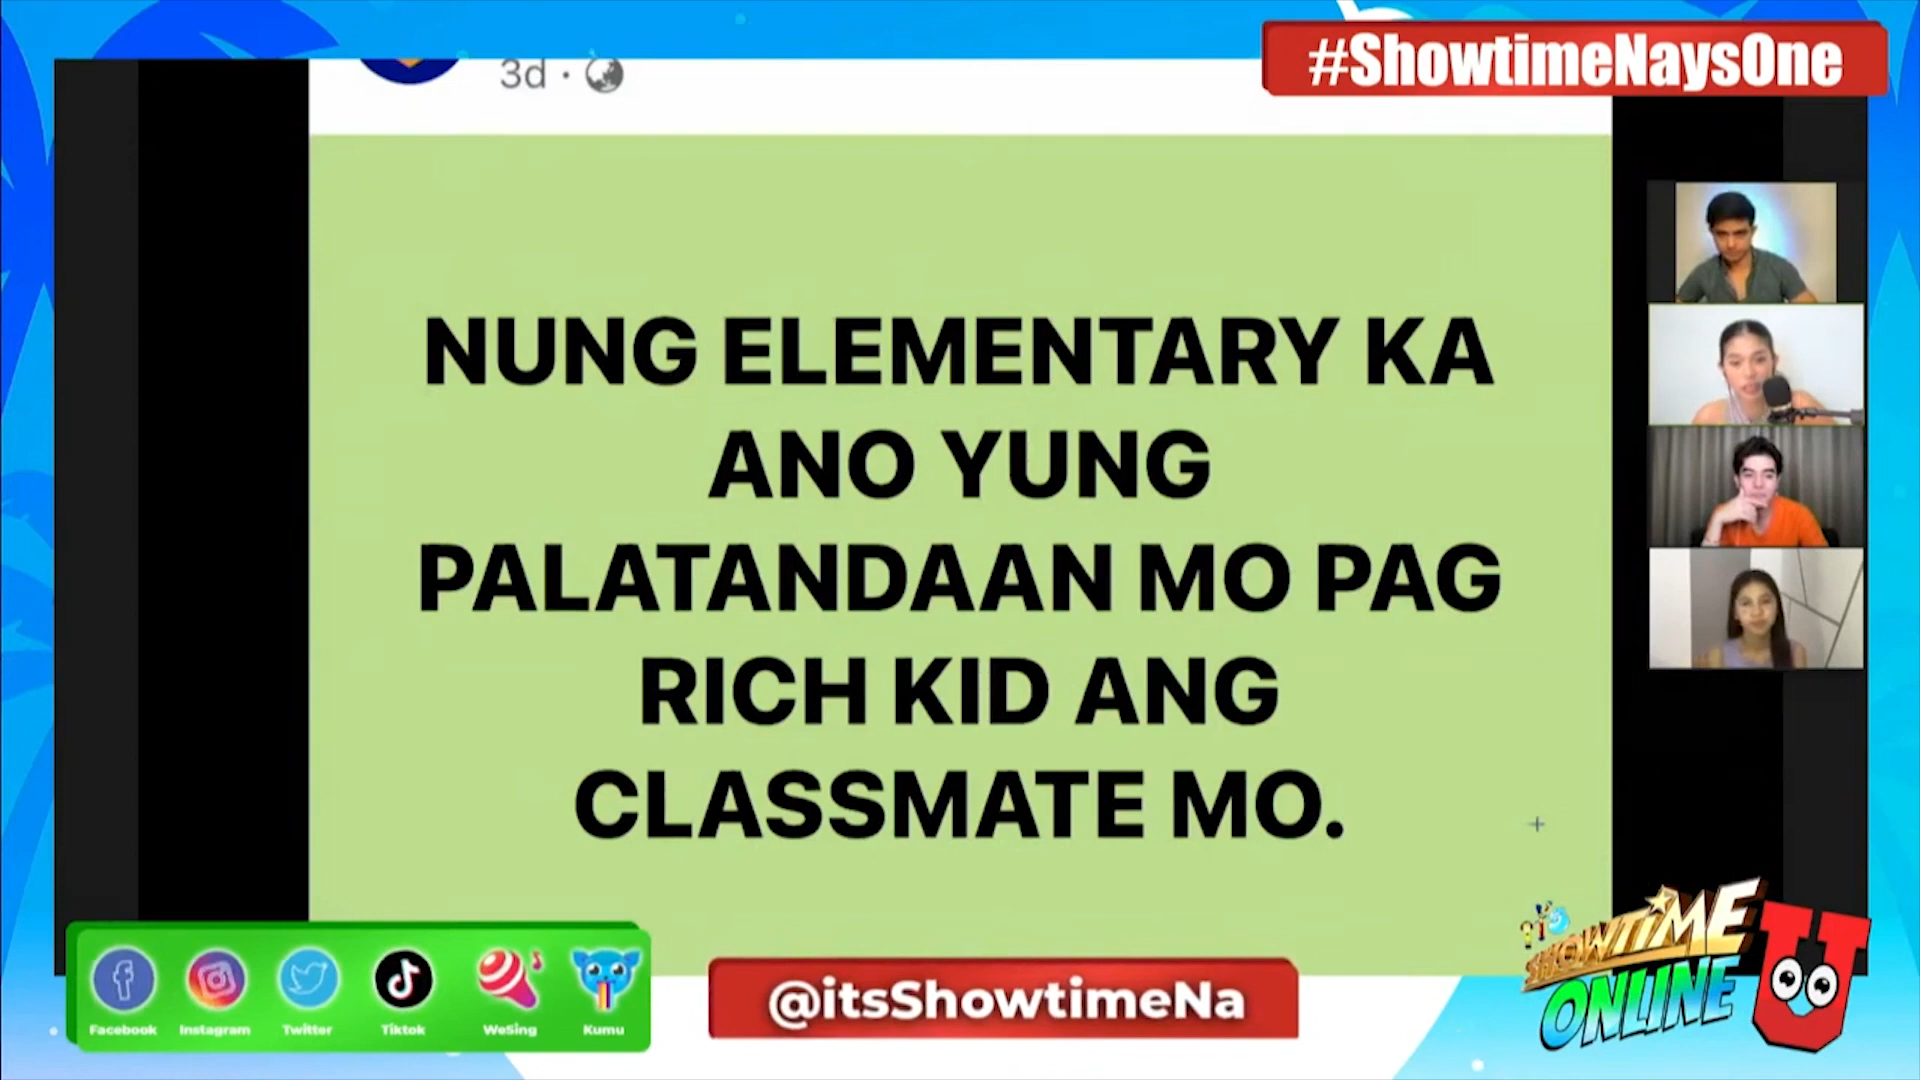 #ShowtimeNaysOne
3d ·
NUNG ELEMENTARY KA
ANO YUNG
PALATANDAAN MO PAG
RICH KID ANG
CLASSMATE MO.
Facebook
Instagram
Twitter
Tiktok
WeSing
Kumu
@itsShowtimeNa
it's
SHOWTiME
ONLINE
U